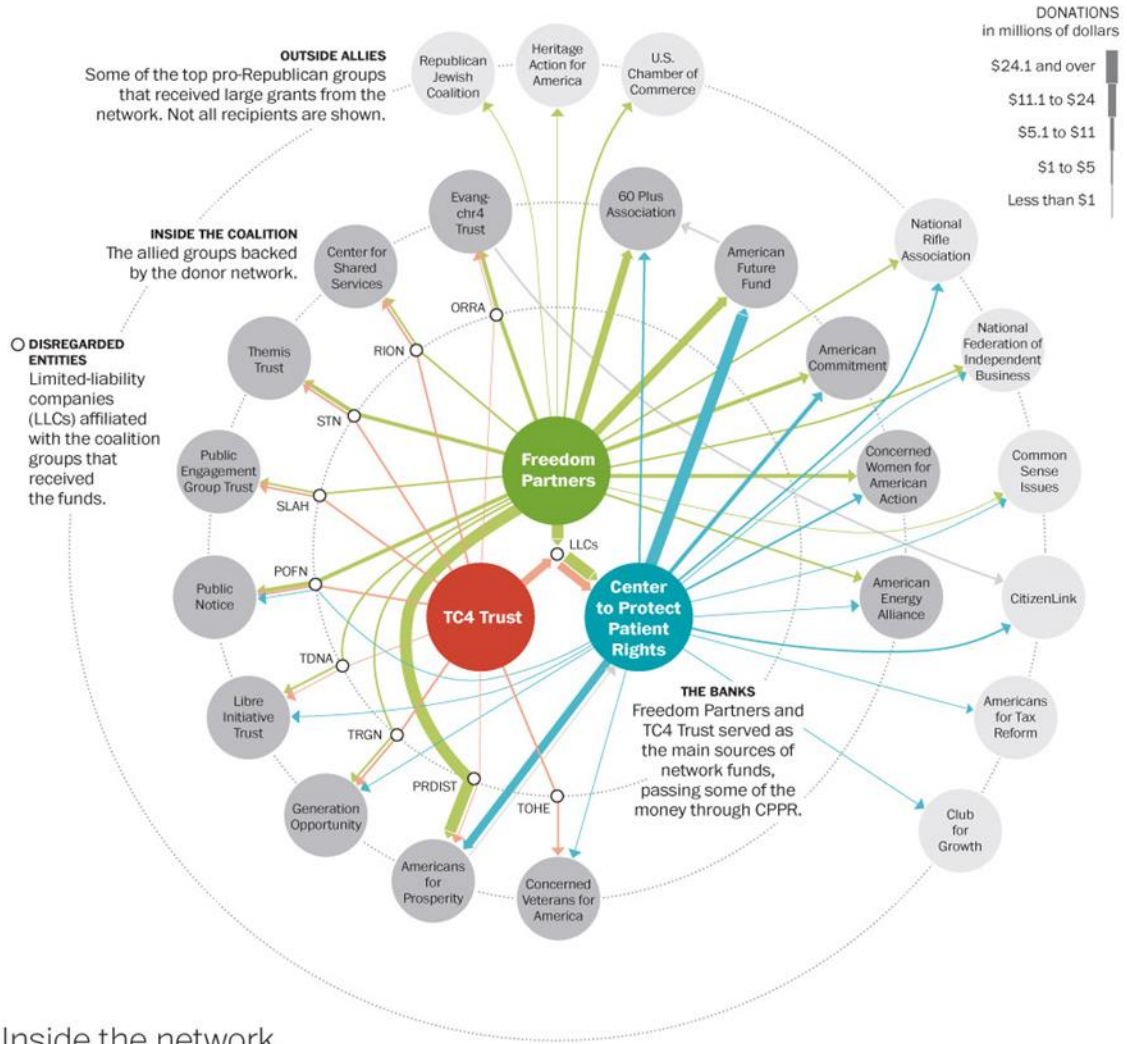 DONATIONS
in millions of dollars
$24.1 and over
$11.1 to $24
$5.1 to $11
$1 to $5
Less than $1
OUTSIDE ALLIES
Some of the top pro-Republican groups
that received large grants from the
network. Not all recipients are shown.
Republican
Jewish
Coalition
Heritage
Action for
America
U.S.
Chamber of
Commerce
INSIDE THE COALITION
The allied groups backed
by the donor network.
Evang-
chr4
Trust
60 Plus
Association
American
Future
Fund
National
Rifle
Association
Center for
Shared
Services
ORRA
RION
DISREGARDED
ENTITIES
Limited-liability
companies
(LLCs) affiliated
with the coalition
groups that
received
the funds.
Themis
Trust
STN
American
Commitment
National
Federation of
Independent
Business
Public
Engagement
Group Trust
SLAH
Freedom
Partners
Concerned
Women for
American
Action
Common
Sense
Issues
LLCs
Public
Notice
POFN
TC4 Trust
Center
to Protect
Patient
Rights
American
Energy
Alliance
CitizenLink
TDNA
Libre
Initiative
Trust
TRGN
THE BANKS
Freedom Partners and
TC4 Trust served as
the main sources of
network funds,
passing some of the
money through CPPR.
Americans
for Tax
Reform
Generation
Opportunity
PRDIST
TOHE
Club
for
Growth
Americans
for
Prosperity
Concerned
Veterans for
America
Inside the network